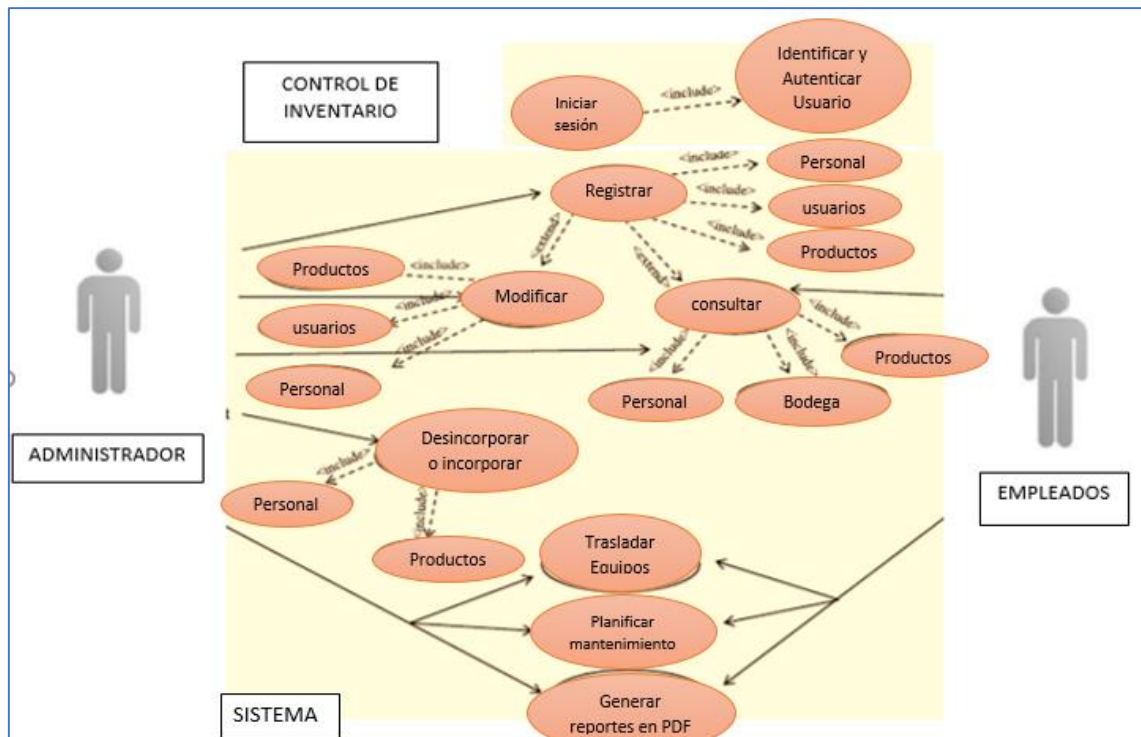 CONTROL DE
INVENTARIO
Identificar y
Autenticar
Usuario
<include>
Iniciar
sesión
<include>
Personal
Registrar
<include>
usuarios
<include>
Productos
<extend>
<extend>
Productos
<include>
Modificar
consultar
<include>
usuarios
<include>
<include>
Productos
Personal
<include>
<include>
Personal
Bodega
ADMINISTRADOR
Desincorporar
o incorporar
<include>
Personal
<include>
Productos
EMPLEADOS
Trasladar
Equipos
Planificar
mantenimiento
Generar
reportes en PDF
SISTEMA